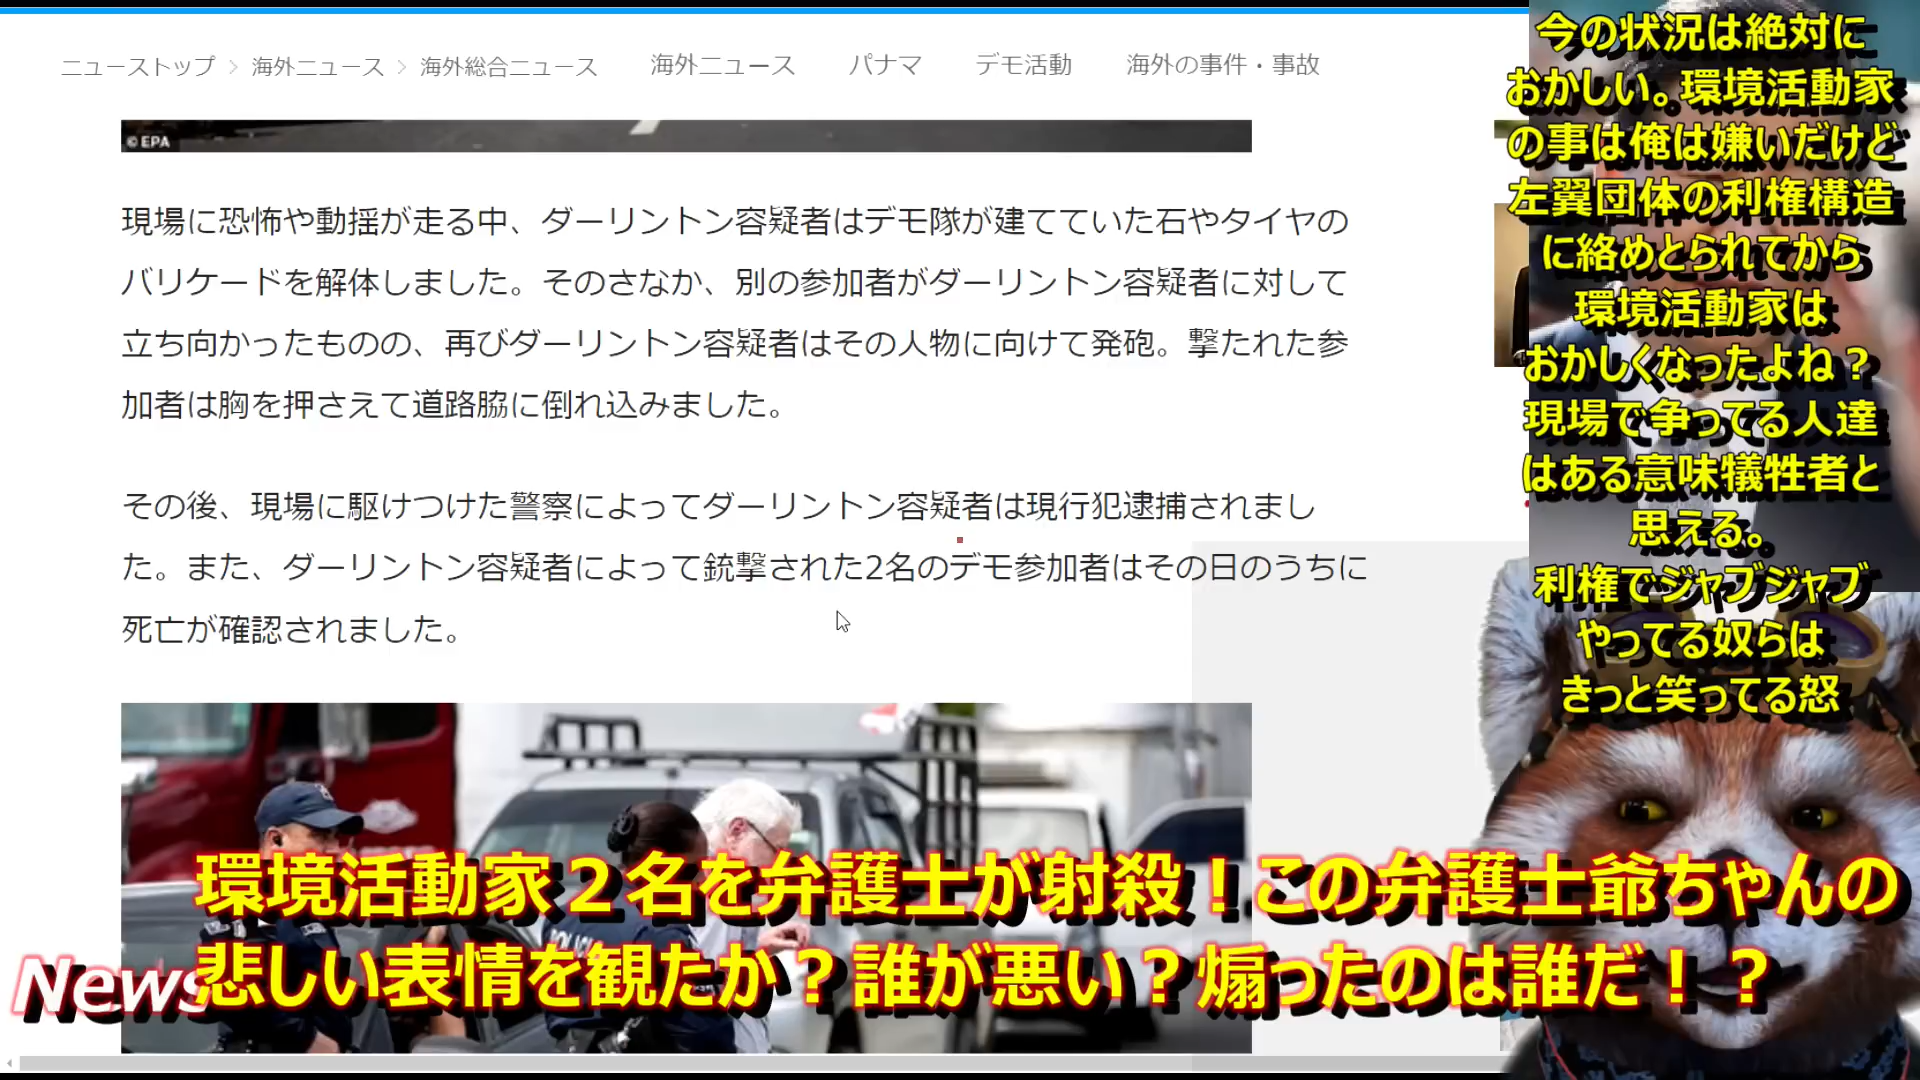 ニューストップ > 海外ニュース > 海外総合ニュース 海外ニュース パナマ デモ活動 海外の事件・事故
© EPA
現場に恐怖や動揺が走る中、ダーリントン容疑者はデモ隊が建てていた石やタイヤの
バリケードを解体しました。そのさなか、別の参加者がダーリントン容疑者に対して
立ち向かったものの、再びダーリントン容疑者はその人物に向けて発砲。撃たれた参
加者は胸を押さえて道路脇に倒れ込みました。
その後、現場に駆けつけた警察によってダーリントン容疑者は現行犯逮捕されまし
た。また、ダーリントン容疑者によって銃撃された2名のデモ参加者はその日のうちに
死亡が確認されました。
今の状況は絶対に
おかしい。環境活動家
の事は俺は嫌いだけど
左翼団体の利権構造
に絡めとられてから
環境活動家は
おかしくなったよね？
現場で争ってる人達
はある意味犠牲者と
思える。
利権でジャブジャブ
やってる奴らは
きっと笑ってる怒
環境活動家２名を弁護士が射殺！この弁護士爺ちゃんの
悲しい表情を観たか？誰が悪い？煽ったのは誰だ！？
News